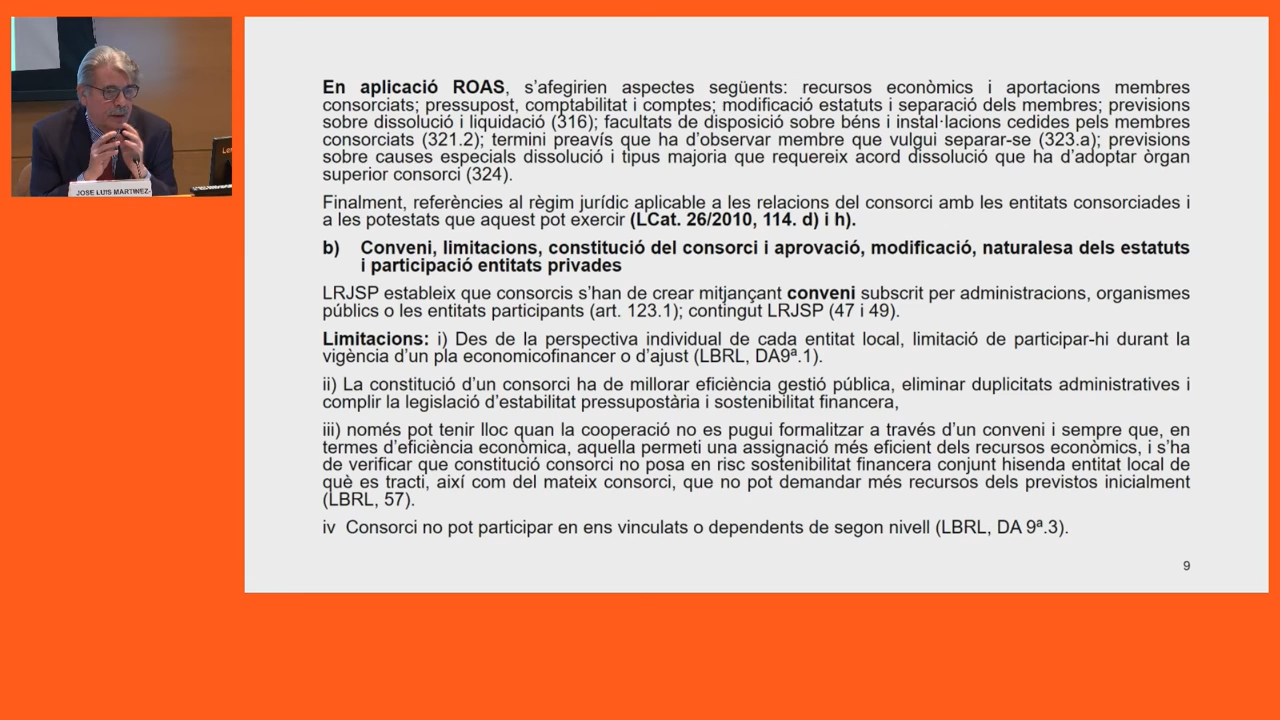 JOSE LUIS MARTINEZ-
En aplicació ROAS, s’afegirien aspectes següents: recursos econòmics i aportacions membres
consorciats; pressupost, comptabilitat i comptes; modificació estatuts i separació dels membres; previsions
sobre dissolució i liquidació (316); facultats de disposició sobre béns i instal·lacions cedides pels membres
consorciats (321.2); termini preavís que ha d’observar membre que vulgui separar-se (323.a); previsions
sobre causes especials dissolució i tipus majoria que requereix acord dissolució que ha d’adoptar òrgan
superior consorci (324).
Finalment, referències al règim jurídic aplicable a les relacions del consorci amb les entitats consorciades i
a les potestats que aquest pot exercir (LCat. 26/2010, 114. d) i h).
b) Conveni, limitacions, constitució del consorci i aprovació, modificació, naturalesa dels estatuts
i participació entitats privades
LRJSP estableix que consorcis s’han de crear mitjançant conveni subscrit per administracions, organismes
públics o les entitats participants (art. 123.1); contingut LRJSP (47 i 49).
Limitacions: i) Des de la perspectiva individual de cada entitat local, limitació de participar-hi durant la
vigència d’un pla economicofinancer o d’ajust (LBRL, DA9ª.1).
ii) La constitució d’un consorci ha de millorar eficiència gestió pública, eliminar duplicitats administratives i
complir la legislació d’estabilitat pressupostària i sostenibilitat financera,
iii) només pot tenir lloc quan la cooperació no es pugui formalitzar a través d’un conveni i sempre que, en
termes d’eficiència econòmica, aquella permeti una assignació més eficient dels recursos econòmics, i s’ha
de verificar que constitució consorci no posa en risc sostenibilitat financera conjunt hisenda entitat local de
què es tracti, així com del mateix consorci, que no pot demandar més recursos dels previstos inicialment
(LBRL, 57).
iv Consorci no pot participar en ens vinculats o dependents de segon nivell (LBRL, DA 9ª.3).
9